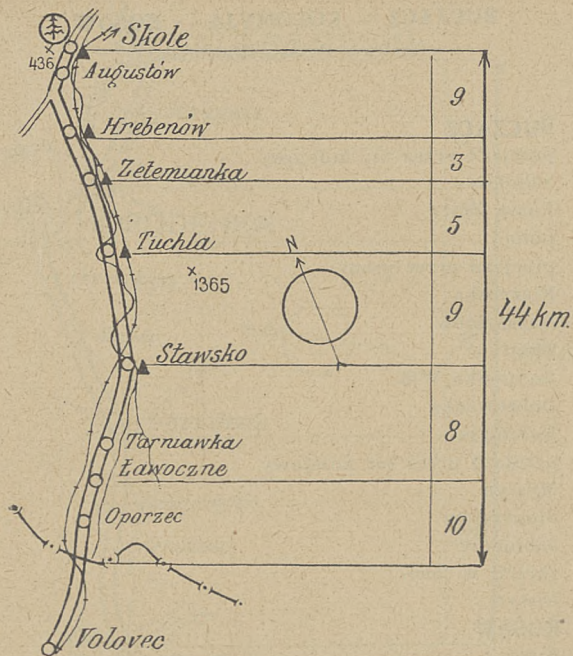 Skole
436
Augustów
9
Hrebenów
3
Zełemianka
5
Tuchla
N
1365
9
44 km.
Sławsko
8
Tarniawka
Ławoczne
Oporzec
10
Volovec